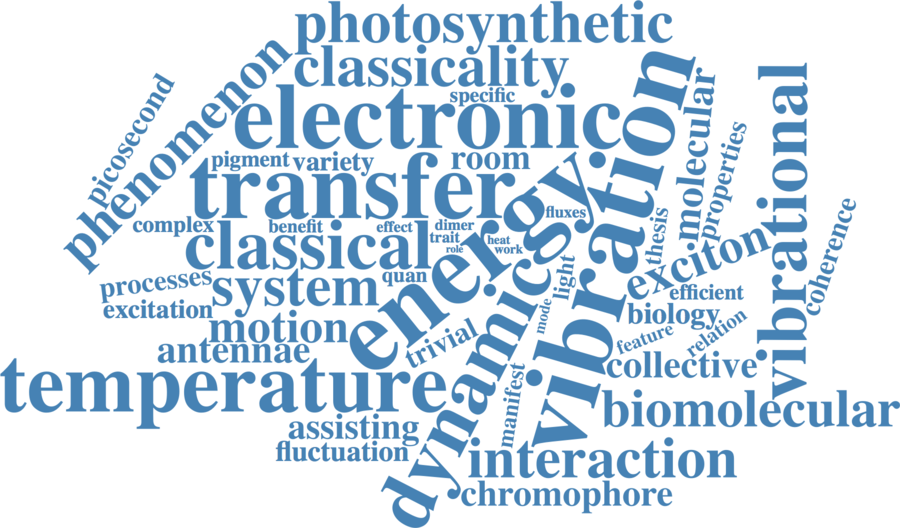 photosynthetic
classicality
phenomenon
picosecond
specific
electronic
vibration
molecular
vibrational
pigment
variety
room
properties
transfer
energy
fluxes
thesis
complex
benefit
effect
dimer
trait
role
heat
work
classical
exciton
coherence
light
quan
processes
system
efficient
excitation
mode
biology
motion
trivial
feature
relation
antennae
dynamics
collective
temperature
manifest
biomolecular
assisting
fluctuation
interaction
chromophore